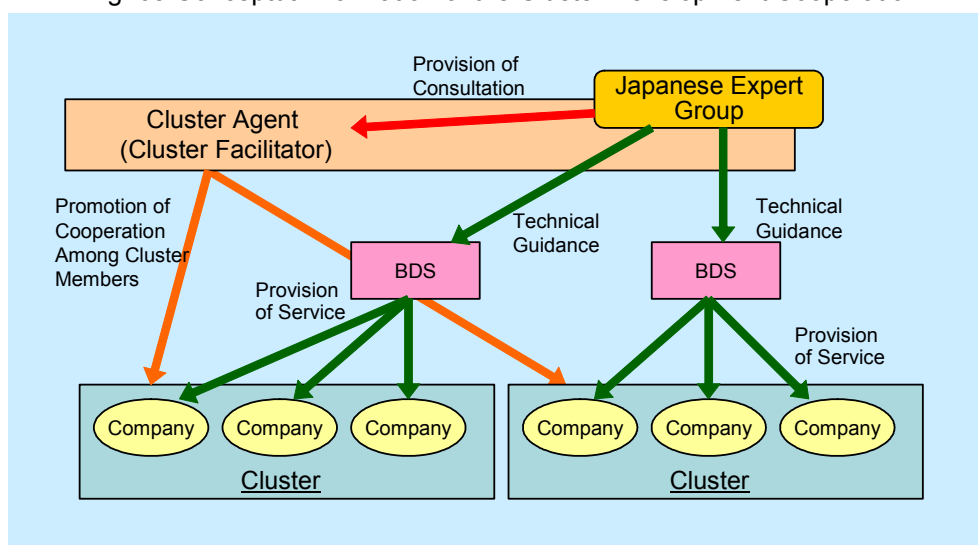 Provision of
Consultation
Japanese Expert
Group
Cluster Agent
(Cluster Facilitator)
Promotion of
Cooperation
Among Cluster
Members
Technical
Guidance
Technical
Guidance
BDS
BDS
Provision
of Service
Provision
of Service
Company
Company
Company
Company
Company
Company
Cluster
Cluster